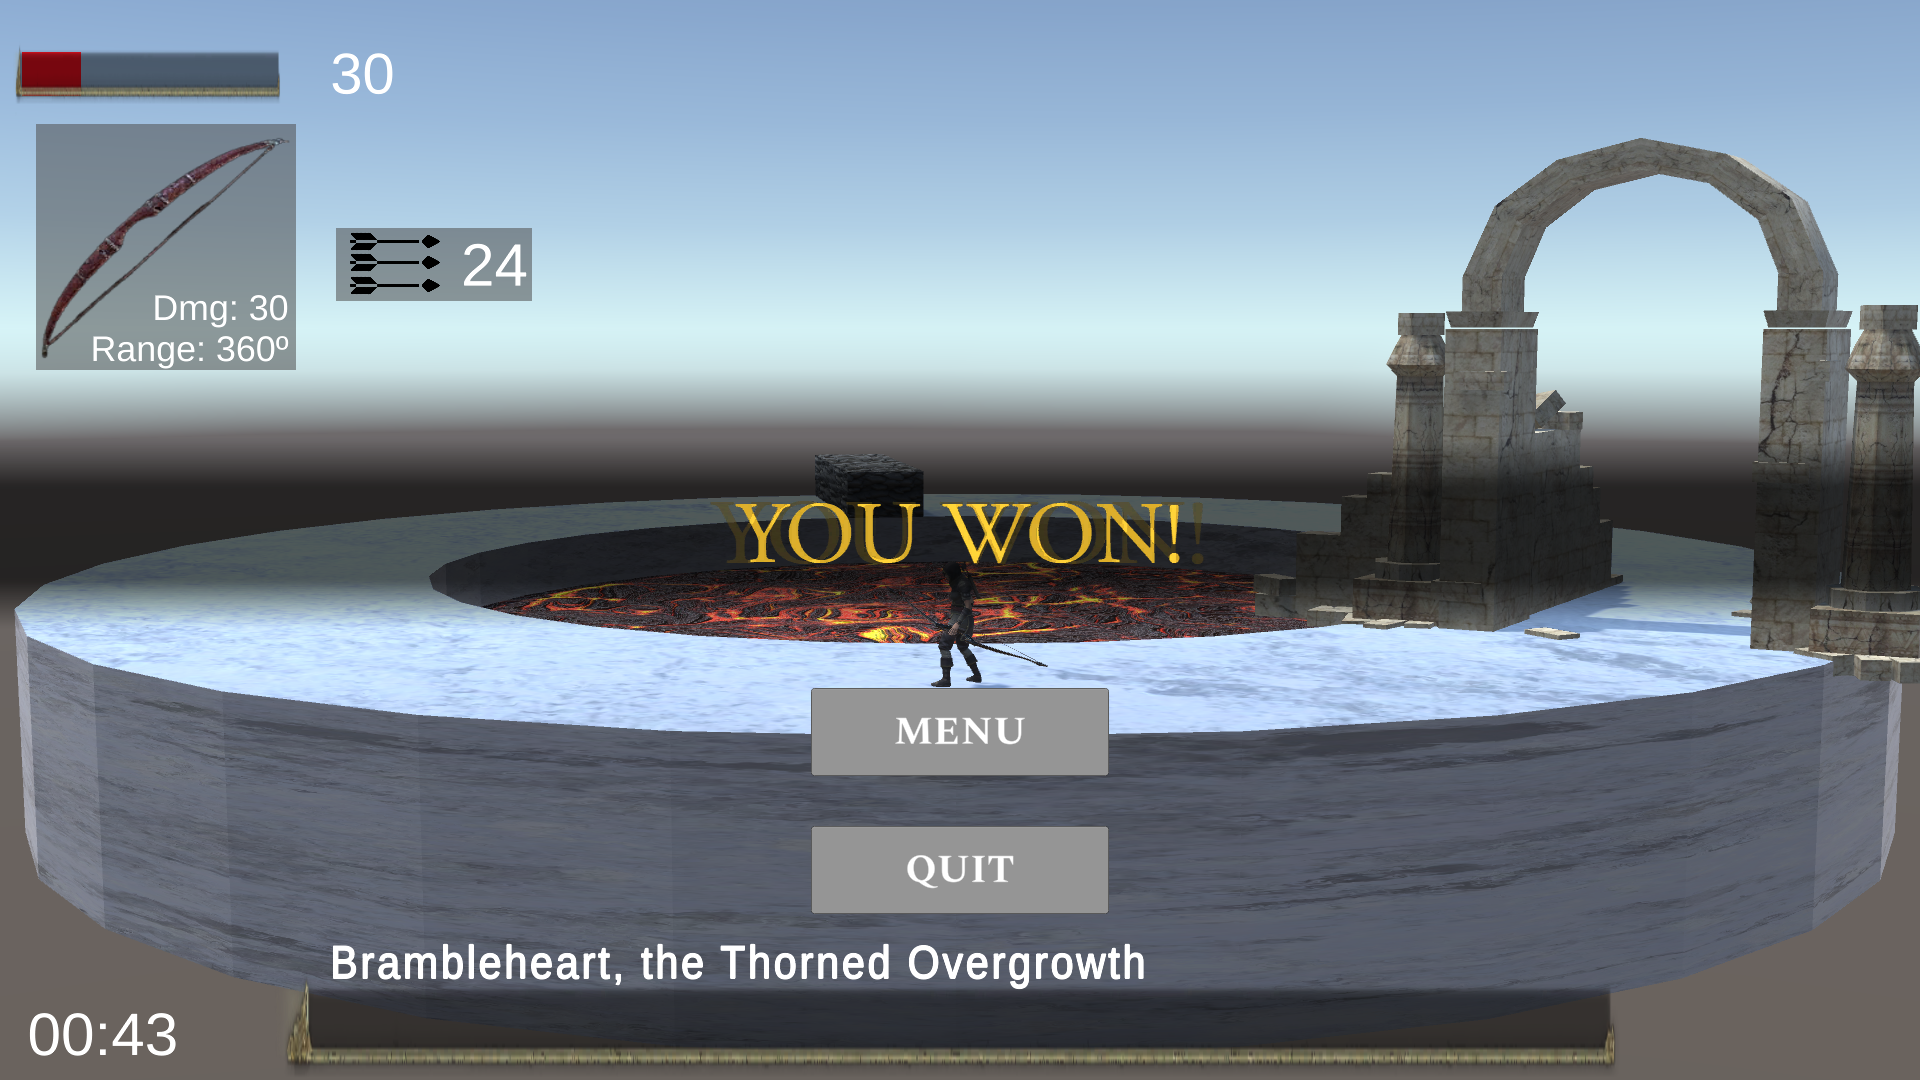 30
Dmg: 30
Range: 360º
24
YOU WON!
MENU
QUIT
Brambleheart, the Thorned Overgrowth
00:43